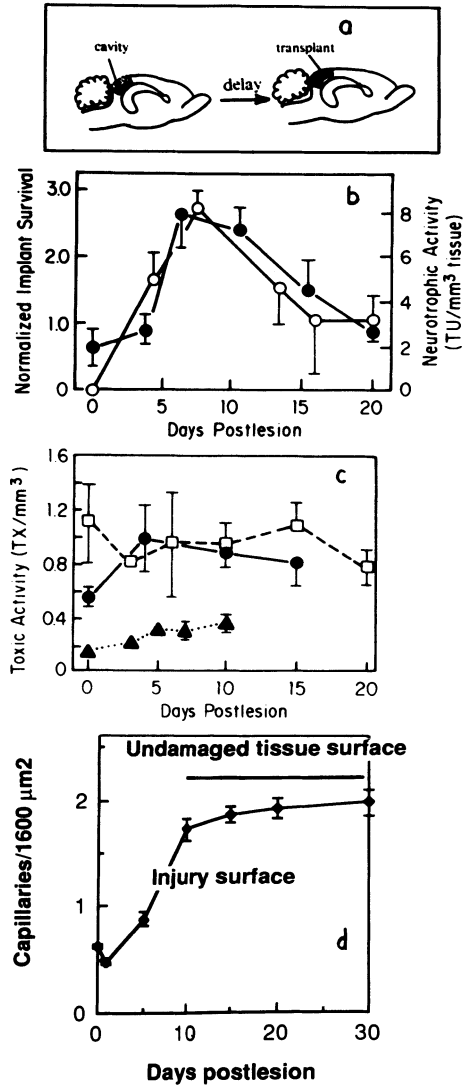 a
cavity
transplant
delay
b
3.0
2.0
1.0
0
Normalized Implant Survival
8
6
4
2
0
Neurotrophic Activity
(TU/mm³ tissue)
0
5
10
15
20
Days Postlesion
c
1.6
1.2
0.8
0.4
0
Toxic Activity (TX/mm³)
0
5
10
15
20
Days Postlesion
Undamaged tissue surface
2
1
0
Capillaries/1600 μm2
Injury surface
d
0
10
20
30
Days postlesion